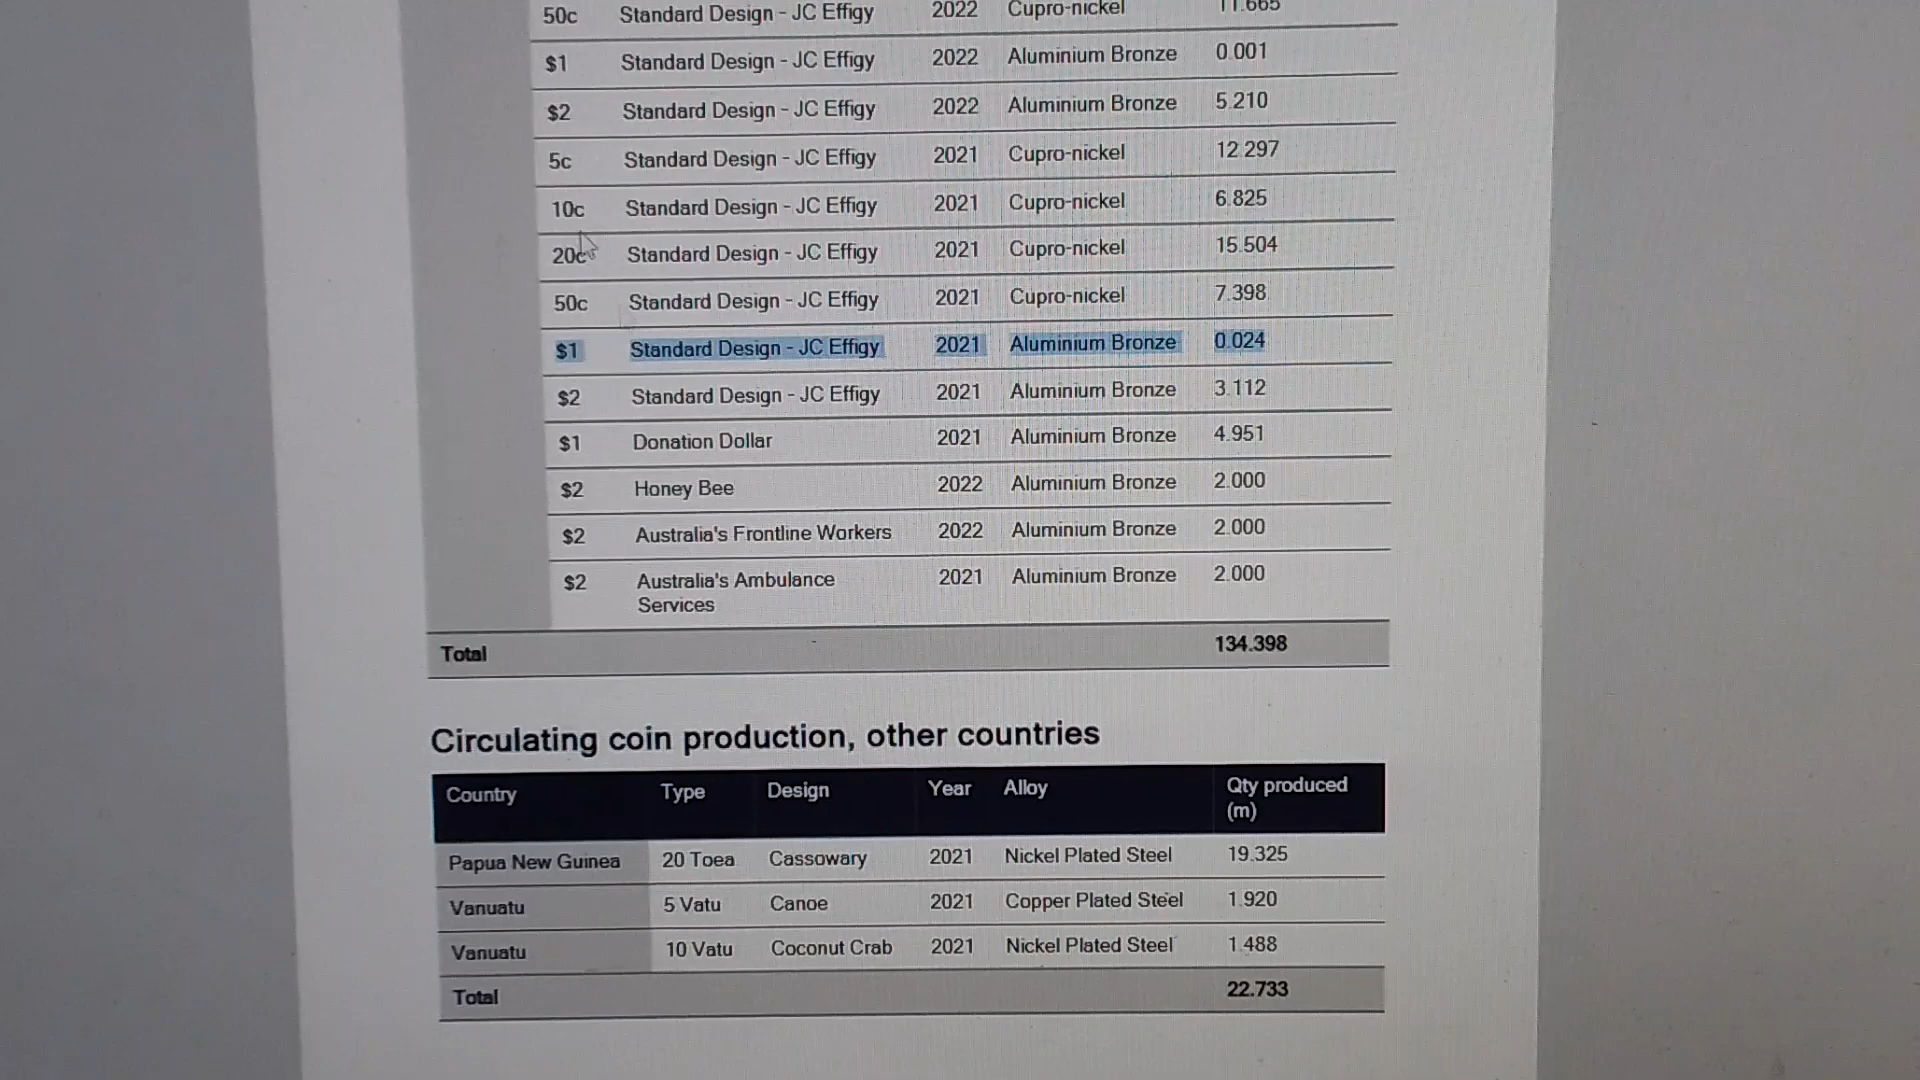 50c Standard Design - JC Effigy 2022 Cupro-nickel 11.665
$1 Standard Design - JC Effigy 2022 Aluminium Bronze 0.001
$2 Standard Design - JC Effigy 2022 Aluminium Bronze 5.210
5c Standard Design - JC Effigy 2021 Cupro-nickel 12.297
10c Standard Design - JC Effigy 2021 Cupro-nickel 6.825
20c Standard Design - JC Effigy 2021 Cupro-nickel 15.504
50c Standard Design - JC Effigy 2021 Cupro-nickel 7.398
$1 Standard Design - JC Effigy 2021 Aluminium Bronze 0.024
$2 Standard Design - JC Effigy 2021 Aluminium Bronze 3.112
$1 Donation Dollar 2021 Aluminium Bronze 4.951
$2 Honey Bee 2022 Aluminium Bronze 2.000
$2 Australia's Frontline Workers 2022 Aluminium Bronze 2.000
$2 Australia's Ambulance 2021 Aluminium Bronze 2.000
Services
Total 134.398
Circulating coin production, other countries
Country Type Design Year Alloy Qty produced
(m)
Papua New Guinea 20 Toea Cassowary 2021 Nickel Plated Steel 19.325
Vanuatu 5 Vatu Canoe 2021 Copper Plated Steel 1.920
Vanuatu 10 Vatu Coconut Crab 2021 Nickel Plated Steel 1.488
Total 22.733